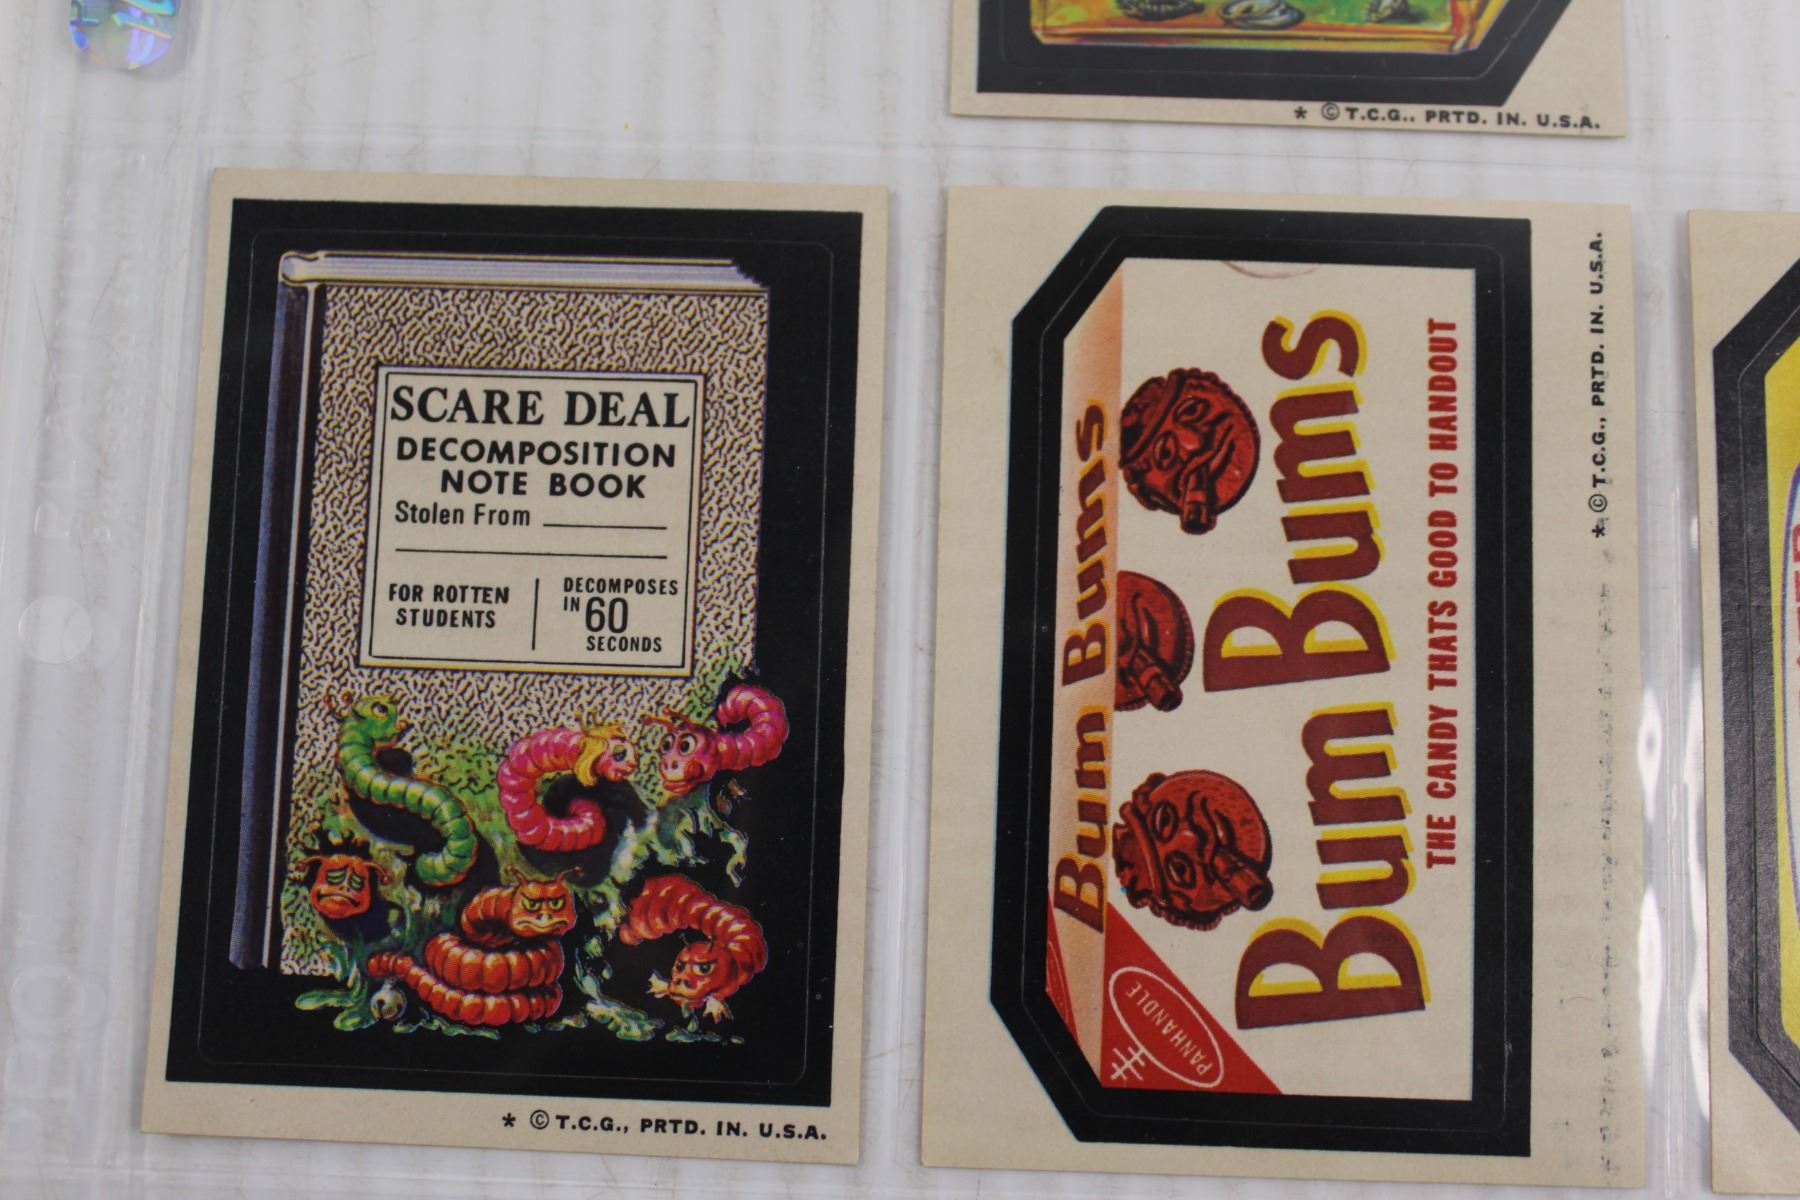 * © T.C.G., PRTD. IN. U.S.A.
SCARE DEAL
DECOMPOSITION
NOTE BOOK
Stolen From
FOR ROTTEN
STUDENTS
DECOMPOSES
IN 60
SECONDS
* © T.C.G., PRTD. IN. U.S.A.
Bum Bums
Bum Bums
THE CANDY THATS GOOD TO HANDOUT
PANHANDLE
* © T.C.G., PRTD. IN. U.S.A.